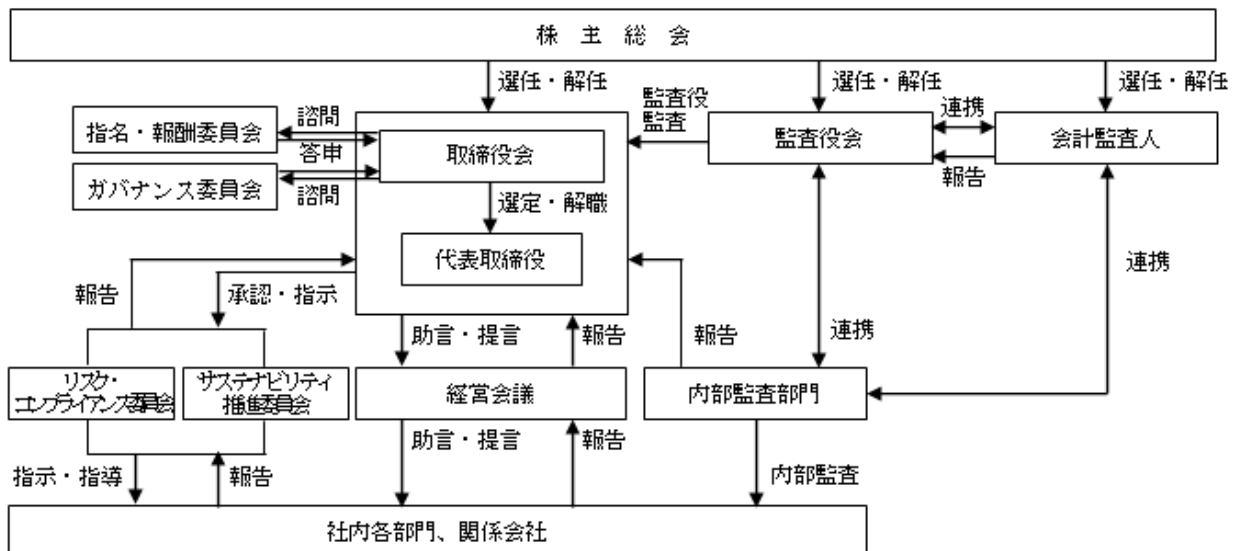 株主総会
選任・解任
選任・解任
選任・解任
指名・報酬委員会
諮問
答申
取締役会
監査役
監査
監査役会
連携
報告
会計監査人
ガバナンス委員会
諮問
選定・解職
代表取締役
報告
承認・指示
助言・提言
報告
報告
連携
連携
リスク・
コンプライアンス委員会
サステナビリティ
推進委員会
経営会議
内部監査部門
指示・指導
報告
助言・提言
報告
内部監査
社内各部門、関係会社